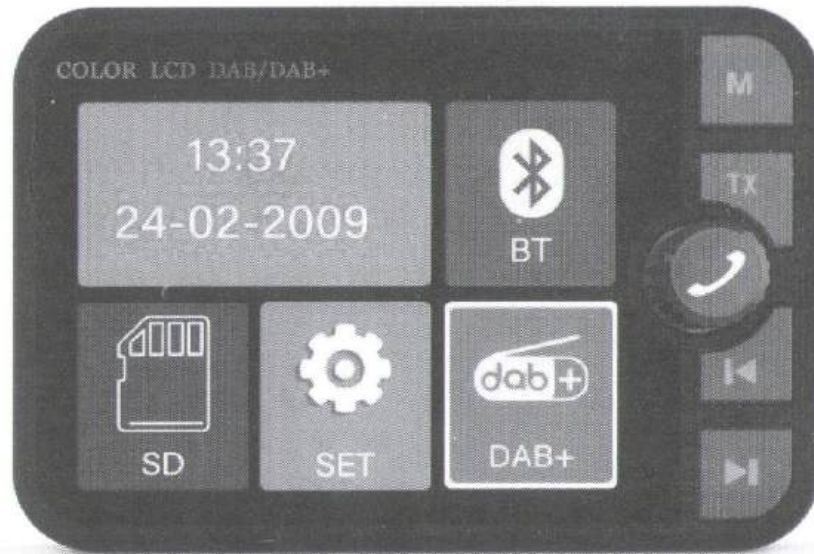 COLOR LCD DAB/DAB+
M
13:37
24-02-2009
BT
TX
SD
SET
dab+
DAB+